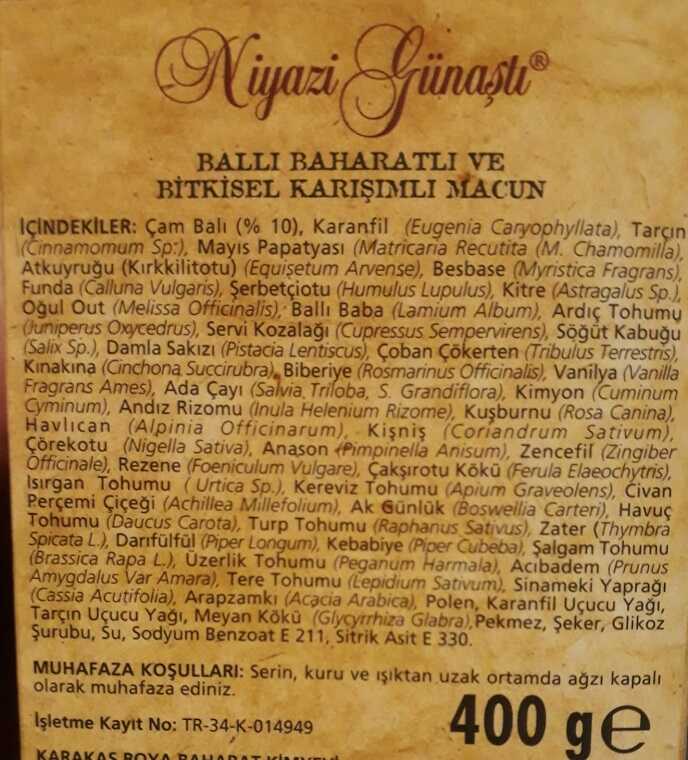 Niyazi Günaştı®
BALLI BAHARATLI VE
BİTKİSEL KARIŞIMLI MACUN
İÇİNDEKİLER: Çam Balı (% 10), Karanfil (Eugenia Caryophyllata), Tarçın
(Cinnamomum Sp.), Mayıs Papatyası (Matricaria Recutita (M. Chamomilla),
Atkuyruğu (Kırkkilitotu) (Equisetum Arvense), Besbase (Myristica Fragrans),
Funda (Calluna Vulgaris), Şerbetçiotu (Humulus Lupulus), Kitre (Astragalus Sp.),
Oğul Out (Melissa Officinalis), Ballı Baba (Lamium Album), Ardıç Tohumu
(Juniperus Oxycedrus), Servi Kozalağı (Cupressus Sempervirens), Söğüt Kabuğu
(Salix Sp.), Damla Sakızı (Pistacia Lentiscus), Çoban Çökerten (Tribulus Terrestris),
Kınakına (Cinchona Succirubra), Biberiye (Rosmarinus Officinalis), Vanilya (Vanilla
Fragrans Ames), Ada Çayı (Salvia Triloba, S. Grandiflora), Kimyon (Cuminum
Cyminum), Andız Rizomu (Inula Helenium Rizome), Kuşburnu (Rosa Canina),
Havlican (Alpinia Officinarum), Kişniş (Coriandrum Sativum),
Çörekotu (Nigella Sativa), Anason (Pimpinella Anisum), Zencefil (Zingiber
Officinale), Rezene (Foeniculum Vulgare), Çakşırotu Kökü (Ferula Elaeochytris),
Isırgan Tohumu ( Urtica Sp.), Kereviz Tohumu (Apium Graveolens), Civan
Perçemi Çiçeği (Achillea Millefolium), Ak Günlük (Boswellia Carteri), Havuç
Tohumu (Daucus Carota), Turp Tohumu (Raphanus Sativus), Zater (Thymbra
Spicata L.), Darıfülfül (Piper Longum), Kebabiye (Piper Cubeba), Şalgam Tohumu
(Brassica Rapa L.), Üzerlik Tohumu (Peganum Harmala), Acıbadem (Prunus
Amygdalus Var Amara), Tere Tohumu (Lepidium Sativum), Sinameki Yaprağı
(Cassia Acutifolia), Arapzamkı (Acacia Arabica), Polen, Karanfil Uçucu Yağı,
Tarçın Uçucu Yağı, Meyan Kökü (Glycyrrhiza Glabra),Pekmez, Şeker, Glikoz
Şurubu, Su, Sodyum Benzoat E 211, Sitrik Asit E 330.
MUHAFAZA KOŞULLARI: Serin, kuru ve ışıktan uzak ortamda ağzı kapalı
olarak muhafaza ediniz.
İşletme Kayıt No: TR-34-K-014949
400 g e
KARAKAŞ BOYA BAHARAT KİMYEVİ